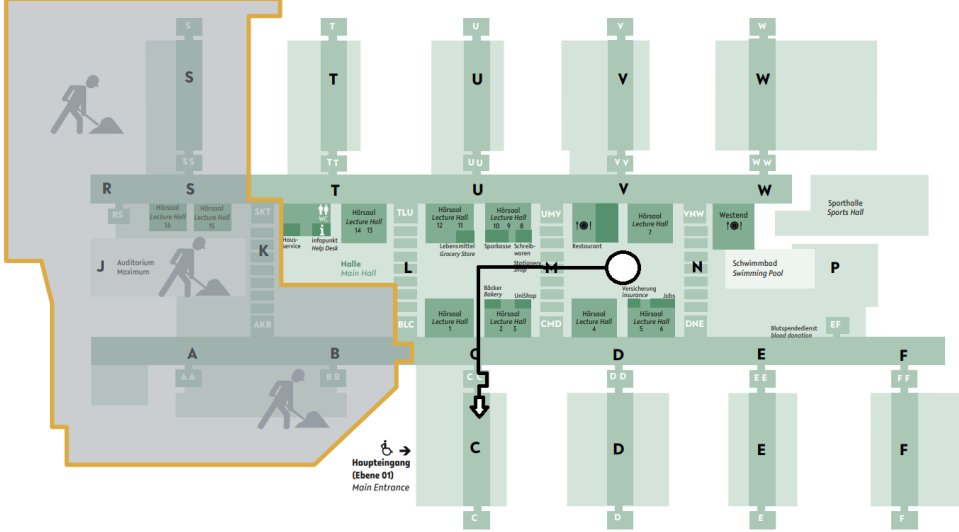 S
T
U
V
W
S
T
U
V
W
SS
TT
UU
VV
WW
R
S
T
U
V
W
RS
Hörsaal
Lecture Hall
16
Hörsaal
Lecture Hall
15
SKT
WC
Haus-
service
infopunkt
Help Desk
Hörsaal
Lecture Hall
14 13
TLU
Hörsaal
Lecture Hall
12 11
Lebensmittel
Grocery Store
Hörsaal
Lecture Hall
10 9 8
Sparkasse
Schreib-
waren
Stationery
Shop
UMV
Restaurant
Hörsaal
Lecture Hall
7
VNW
Westend
Sporthalle
Sports Hall
J
Auditorium
Maximum
K
Halle
Main Hall
L
M
N
Schwimmbad
Swimming Pool
P
AKB
BLC
Hörsaal
Lecture Hall
1
Bäcker
Bakery
UniShop
Hörsaal
Lecture Hall
2 3
CMD
Hörsaal
Lecture Hall
4
Versicherung
insurance
Jobs
Hörsaal
Lecture Hall
5 6
DNE
Blutspendedienst
blood donation
EF
A
B
C
D
E
F
AA
BB
DD
EE
FF
Haupteingang
(Ebene 01)
Main Entrance
C
D
E
F
C
D
E
F